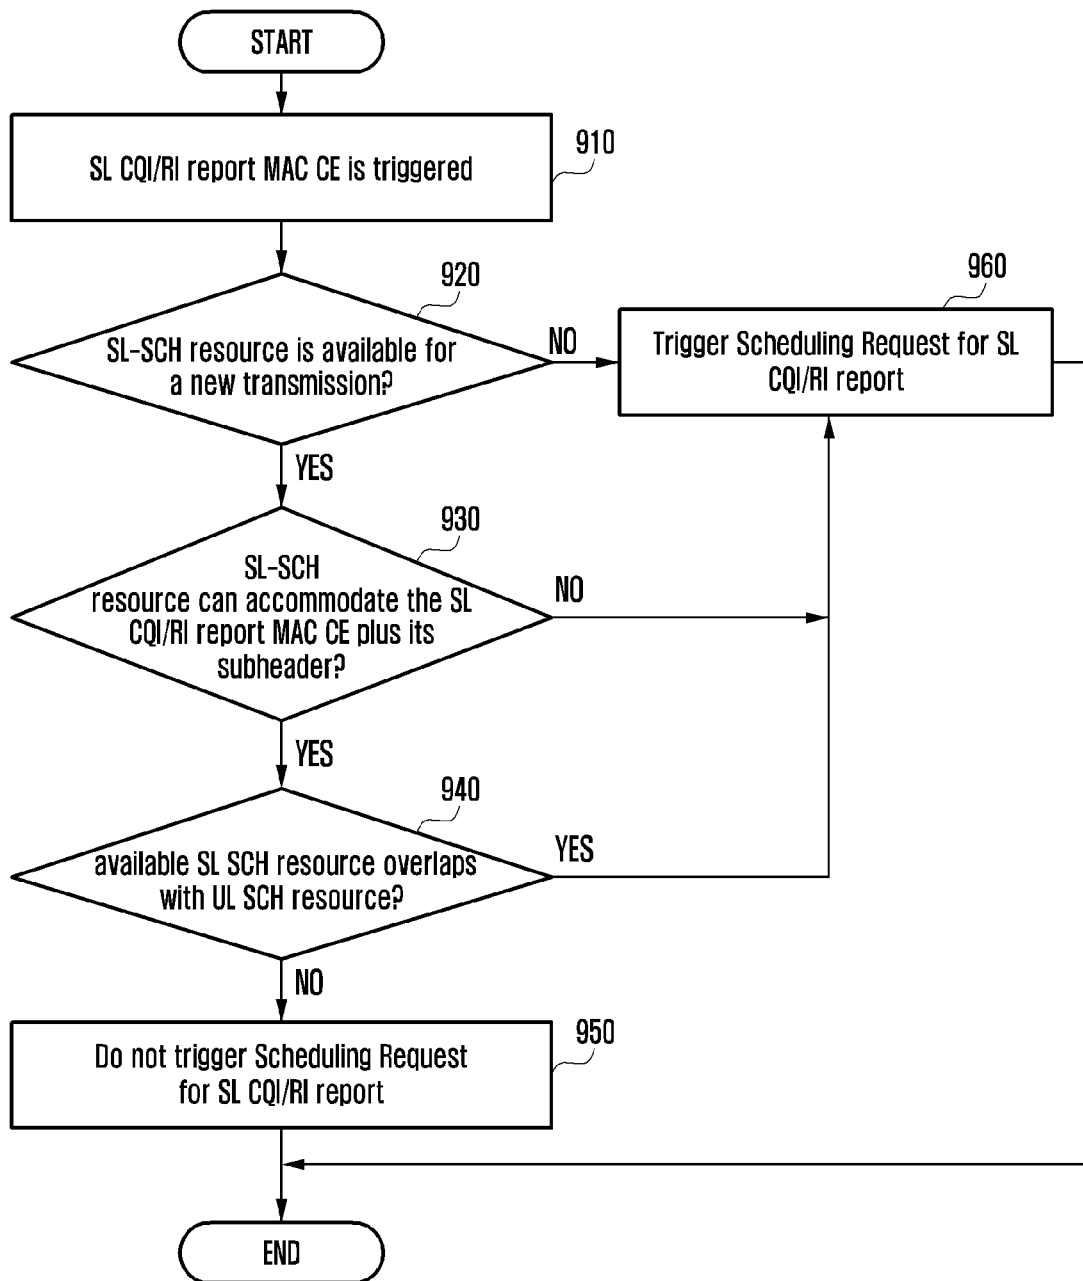 START
SL CQI/RI report MAC CE is triggered
910
920
SL-SCH resource is available for
a new transmission?
NO
960
Trigger Scheduling Request for SL
CQI/RI report
YES
930
SL-SCH
resource can accommodate the SL
CQI/RI report MAC CE plus its
subheader?
NO
YES
940
available SL SCH resource overlaps
with UL SCH resource?
YES
NO
950
Do not trigger Scheduling Request
for SL CQI/RI report
END